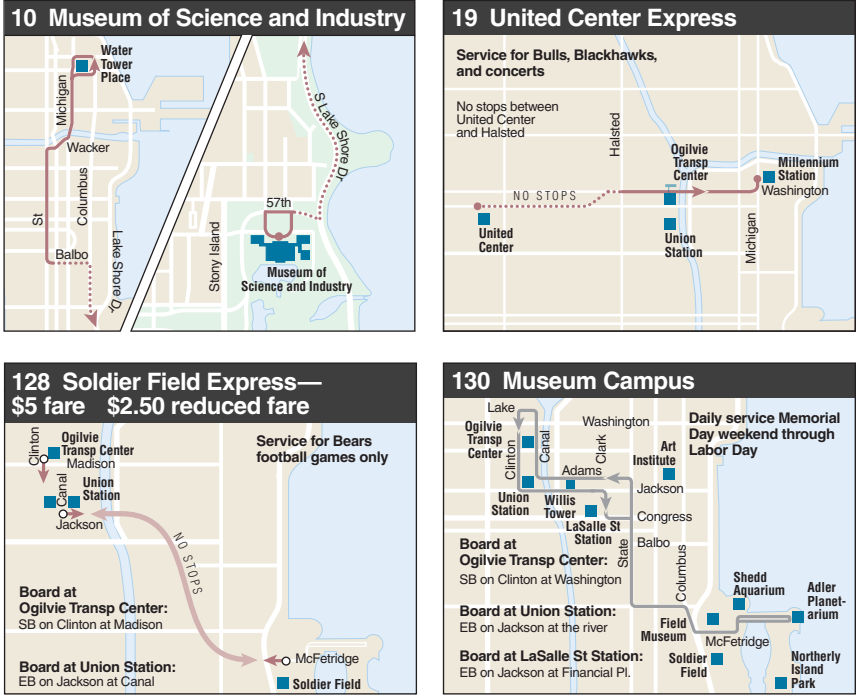 10 Museum of Science and Industry
Water
Tower
Place
Michigan
Wacker
Columbus
St
Balbo
Lake Shore Dr
S Lake Shore Dr
57th
Stony Island
Museum of
Science and Industry
19 United Center Express
Service for Bulls, Blackhawks,
and concerts
No stops between
United Center
and Halsted
Halsted
Ogilvie
Transp
Center
Millennium
Station
Washington
NO STOPS
United
Center
Union
Station
Michigan
128 Soldier Field Express—
$5 fare $2.50 reduced fare
Clinton
Ogilvie
Transp Center
Madison
Service for Bears
football games only
Canal
Union
Station
Jackson
NO STOPS
Board at
Ogilvie Transp Center:
SB on Clinton at Madison
Board at Union Station:
EB on Jackson at Canal
McFetridge
Soldier Field
130 Museum Campus
Lake
Ogilvie
Transp
Center
Clinton
Canal
Washington
Clark
Daily service Memorial
Day weekend through
Labor Day
Art
Institute
Adams
Jackson
Union
Station
Willis
Tower
LaSalle St
Station
Congress
State
Balbo
Columbus
Board at
Ogilvie Transp Center:
SB on Clinton at Washington
Board at Union Station:
EB on Jackson at the river
Board at LaSalle St Station:
EB on Jackson at Financial Pl.
Shedd
Aquarium
Adler
Planet-
arium
Field
Museum
McFetridge
Soldier
Field
Northerly
Island
Park